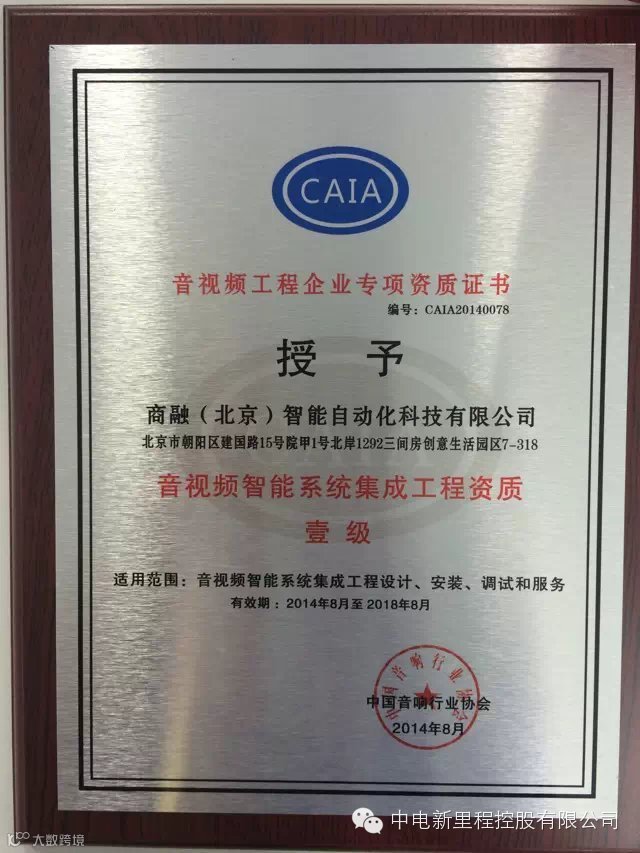 CAIA
音视频工程企业专项资质证书
编号：CAIA20140078
授 予
商融（北京）智能自动化科技有限公司
北京市朝阳区建国路15号院甲1号北岸1292三间房创意生活园区7-318
音视频智能系统集成工程资质
壹 级
适用范围：音视频智能系统集成工程设计、安装、调试和服务
有效期：2014年8月至2018年8月
中国音响行业协会
中国音响行业协会
2014年8月
中电新里程控股有限公司
大数跨境